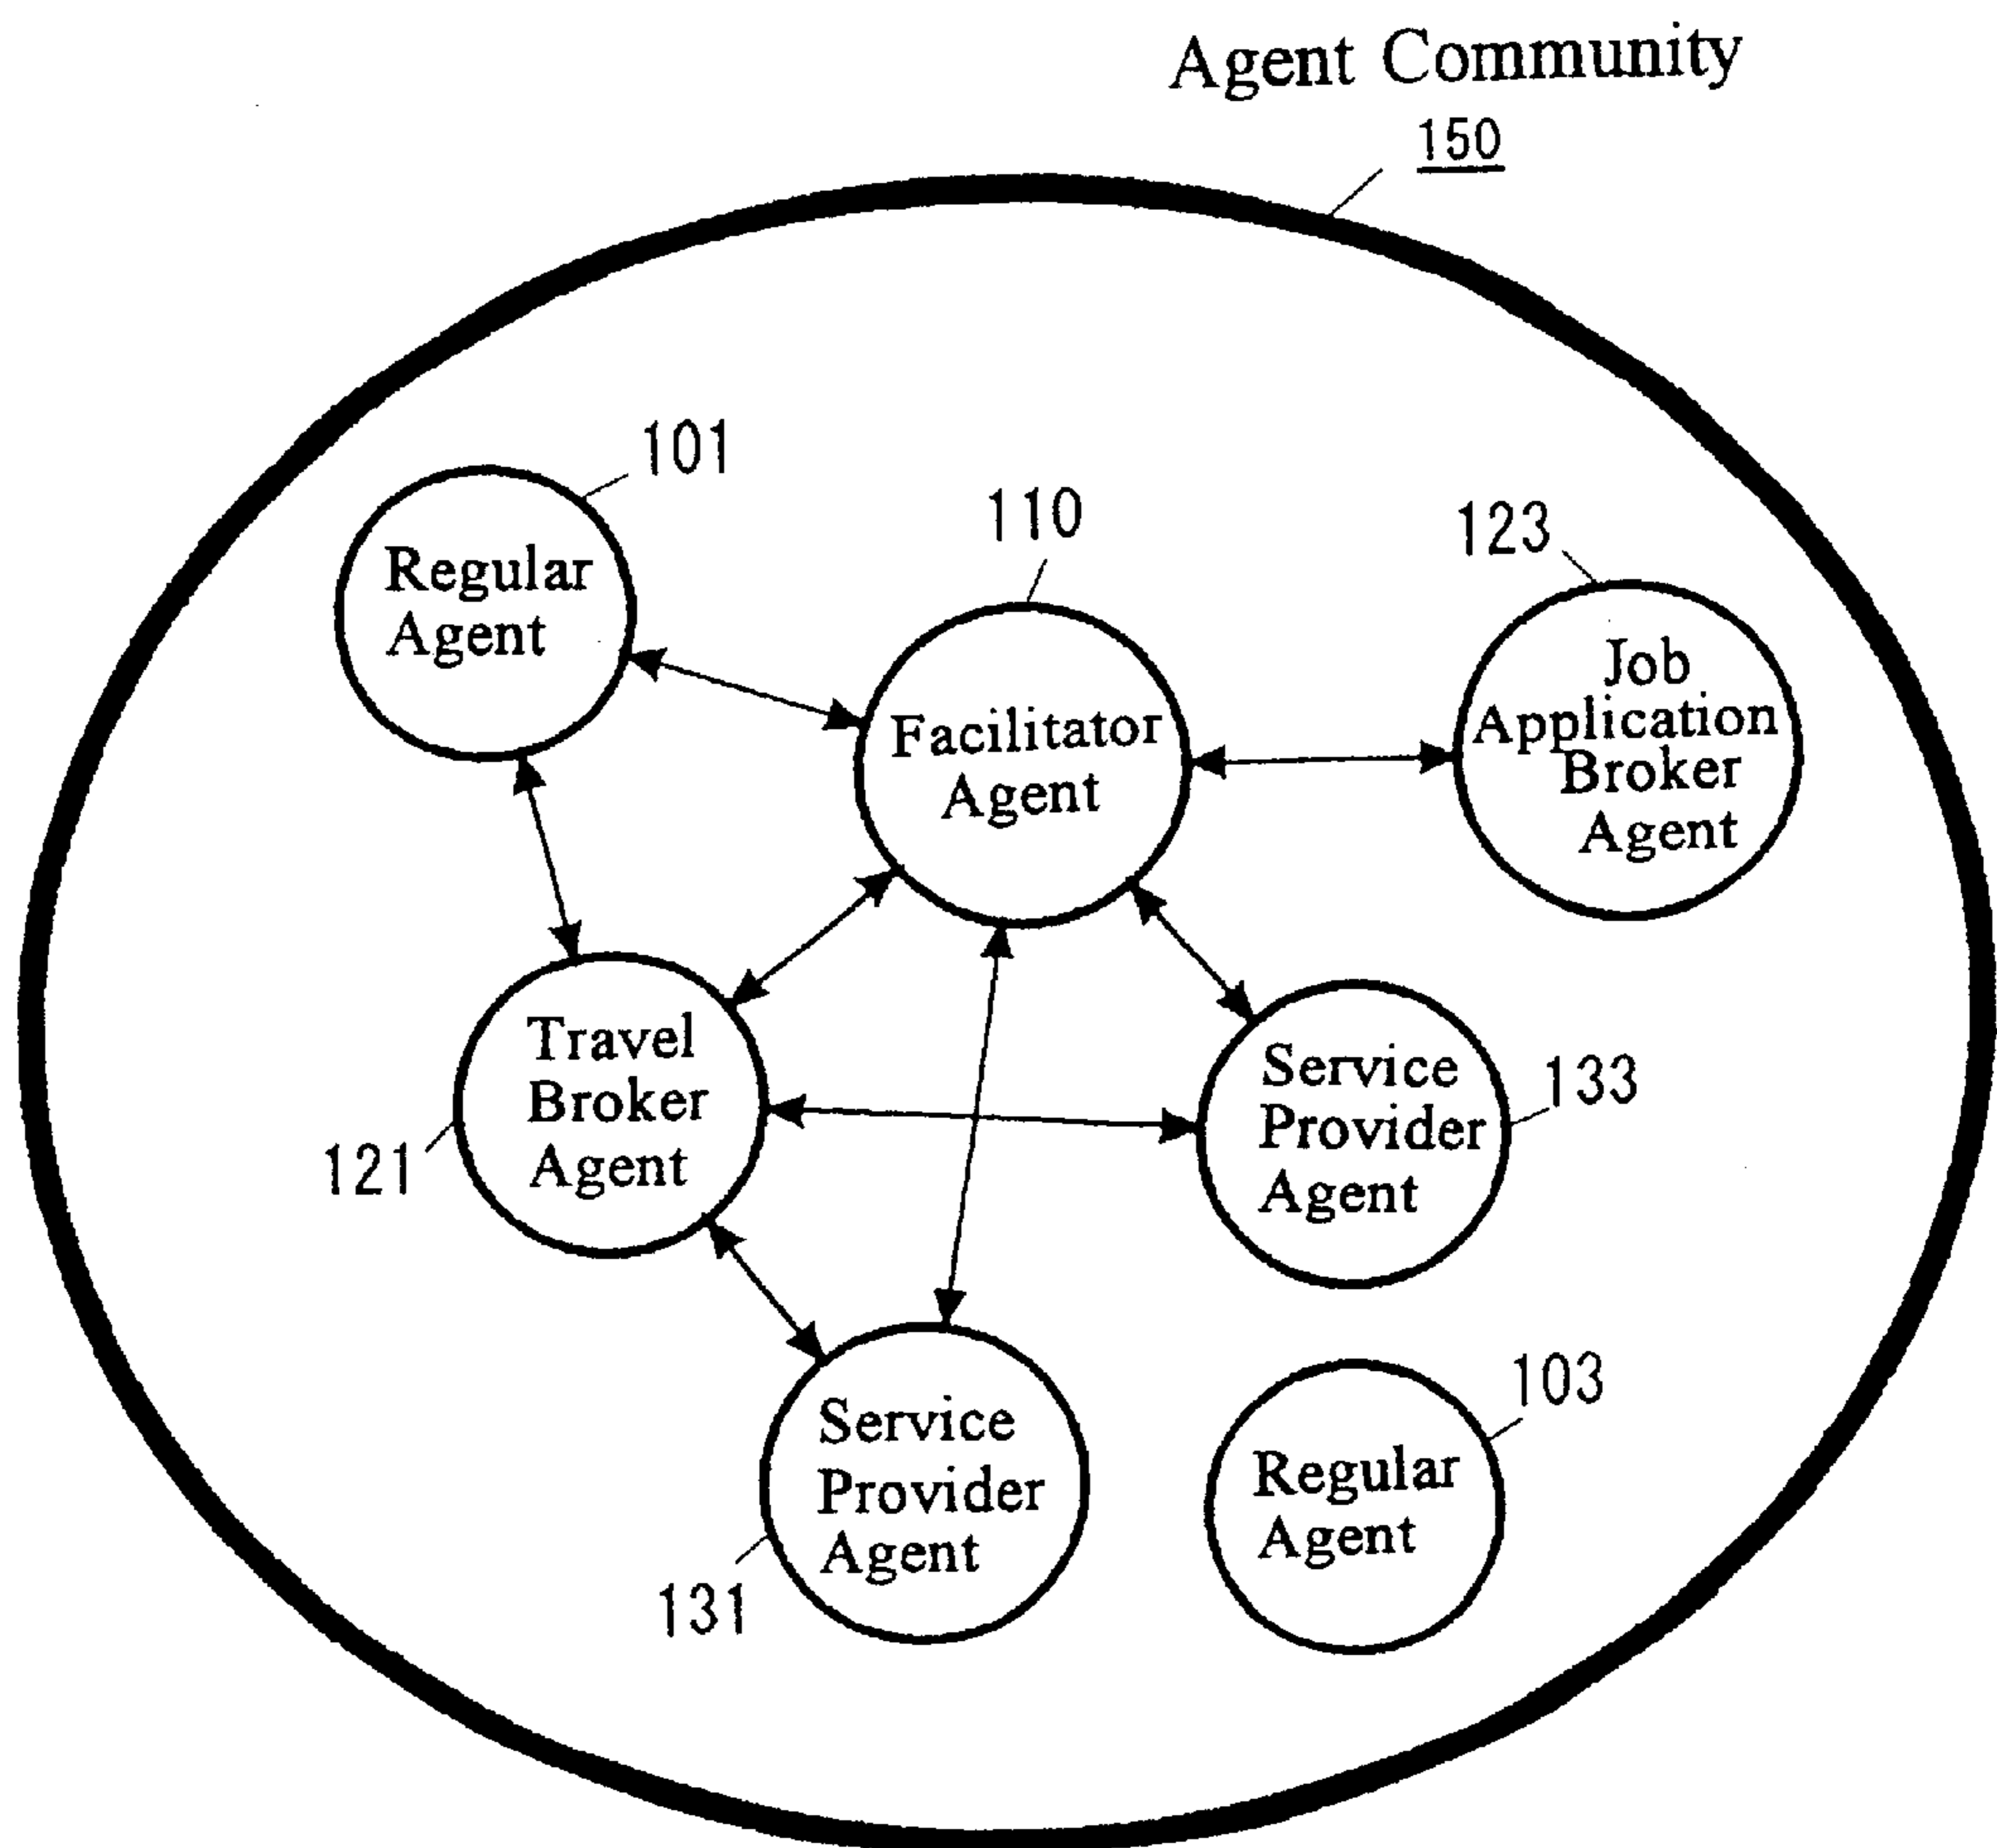 Agent Community
150
101
Regular
Agent
110
Facilitator
Agent
123
Job
Application
Broker
Agent
Travel
Broker
Agent
121
Service
Provider
Agent
133
Service
Provider
Agent
131
103
Regular
Agent